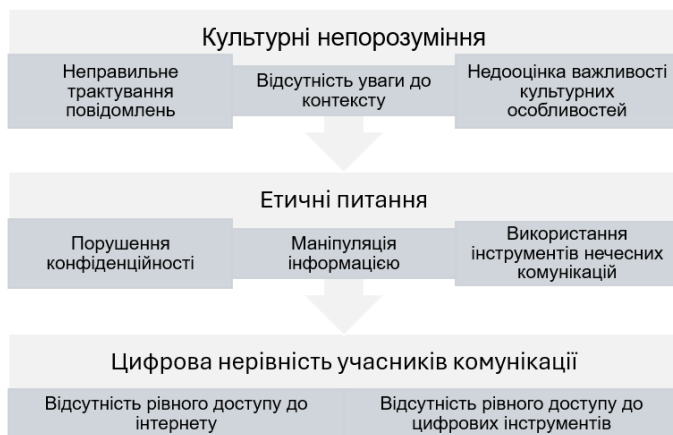 Культурні непорозуміння
Неправильне
трактування
повідомлень
Відсутність уваги до
контексту
Недооцінка важливості
культурних
особливостей
Етичні питання
Порушення
конфіденційності
Маніпуляція
інформацією
Використання
інструментів нечесних
комунікацій
Цифрова нерівність учасників комунікації
Відсутність рівного доступу до
інтернету
Відсутність рівного доступу до
цифрових інструментів